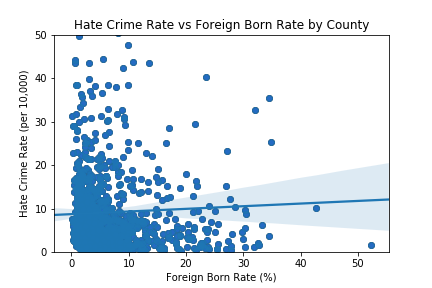 Hate Crime Rate vs Foreign Born Rate by County
Hate Crime Rate (per 10,000)
50
40
30
20
10
0
0 10 20 30 40 50
Foreign Born Rate (%)